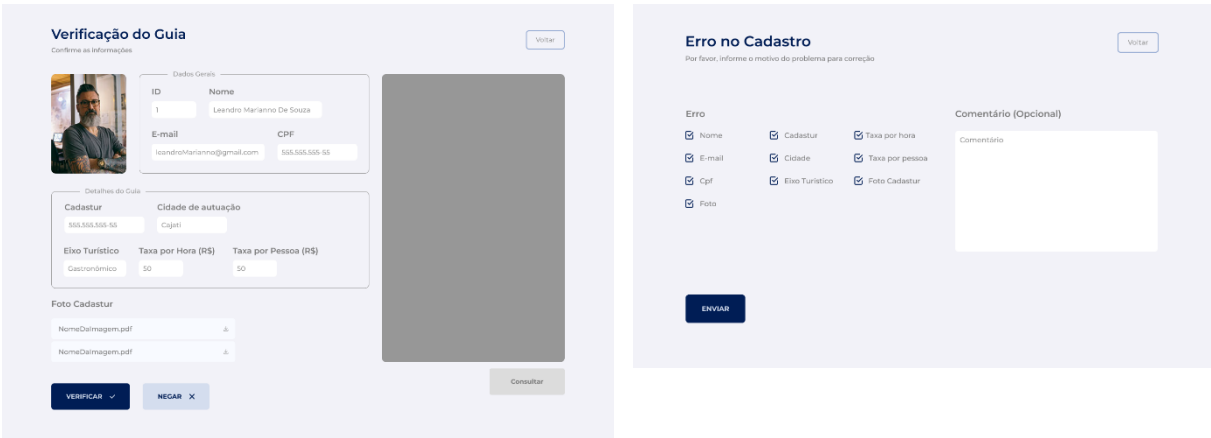 Verificação do Guia
Confirme as informações
Voltar
Dados Gerais
ID Nome
1 Leandro Marianno De Souza
E-mail CPF
leandroMarianno@gmail.com 555.555.555-55
Detalhes do Guia
Cadastur Cidade de autuação
555.555.555-55 Cajati
Eixo Turístico Taxa por Hora (R$) Taxa por Pessoa (R$)
Gastronômico 50 50
Foto Cadastur
NomeDaImagem.pdf
NomeDaImagem.pdf
VERIFICAR NEGAR
Consultar
Erro no Cadastro
Por favor, informe o motivo do problema para correção
Voltar
Erro
Nome Cadastur Taxa por hora
E-mail Cidade Taxa por pessoa
Cpf Eixo Turístico Foto Cadastur
Foto
Comentário (Opcional)
Comentário
ENVIAR